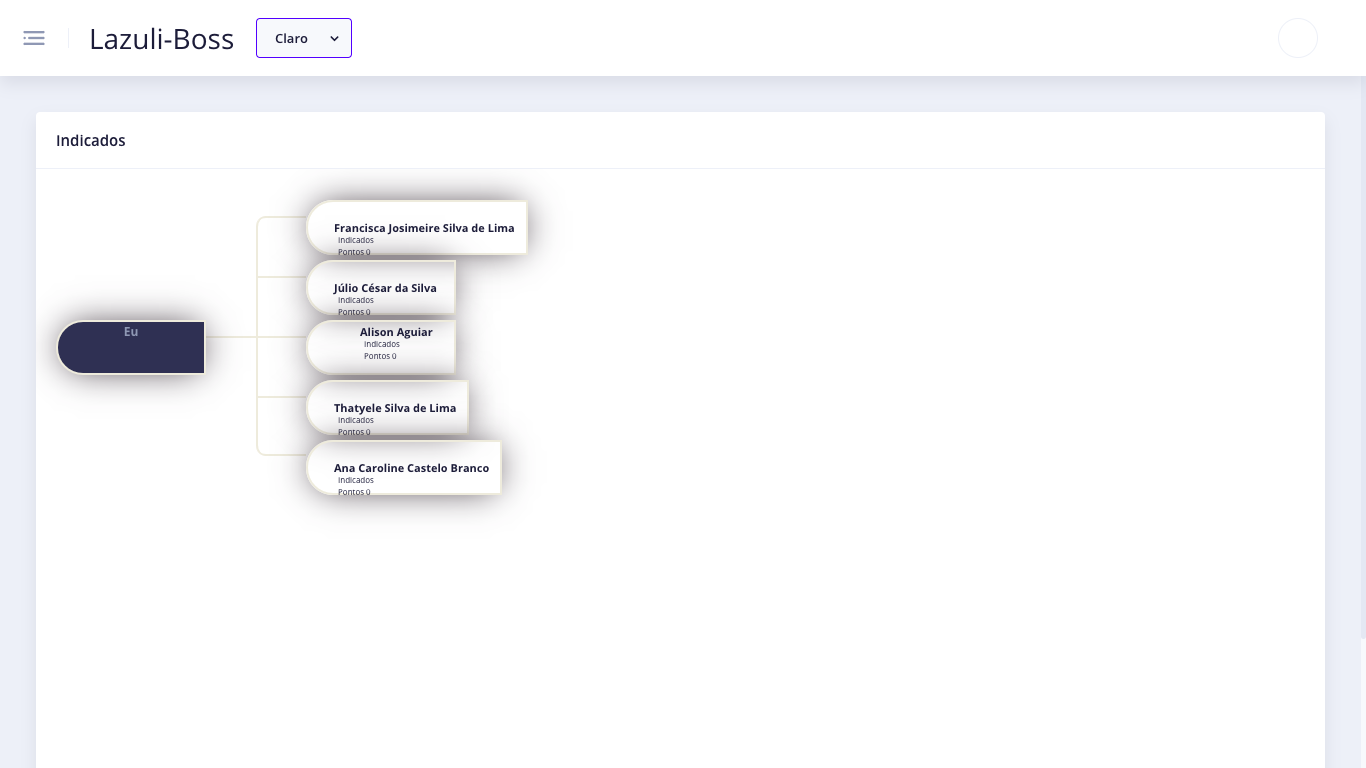 Lazuli-Boss
Claro
Indicados
Francisca Josimeire Silva de Lima
Indicados
Pontos 0
Júlio César da Silva
Indicados
Pontos 0
Eu
Alison Aguiar
Indicados
Pontos 0
Thatyele Silva de Lima
Indicados
Pontos 0
Ana Caroline Castelo Branco
Indicados
Pontos 0